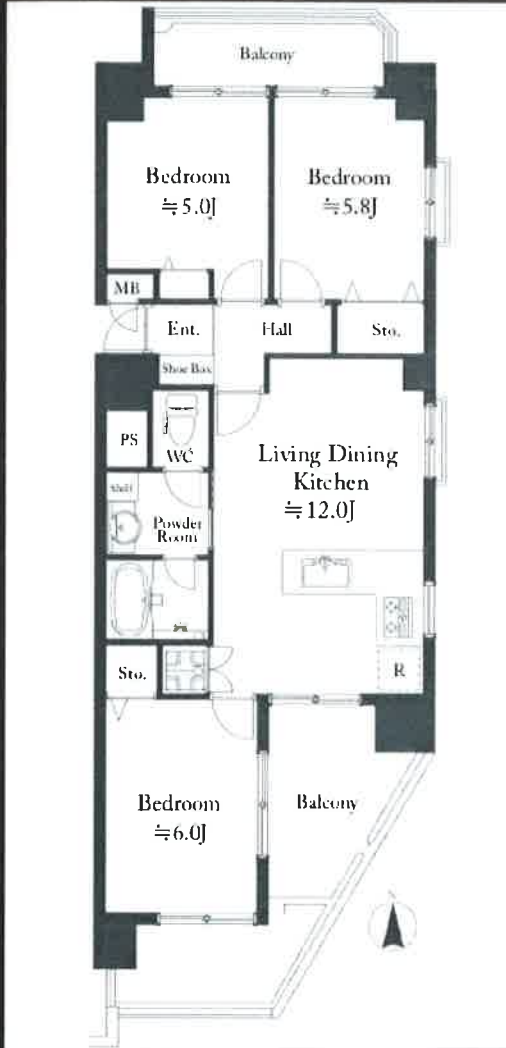 Balcony
Bedroom
≒5.0J
Bedroom
≒5.8J
MB
Ent.
Hall
Sto.
Shoe Box
PS
WC
Living Dining
Kitchen
≒12.0J
Shelf
Powder
Room
R
Sto.
Bedroom
≒6.0J
Balcony